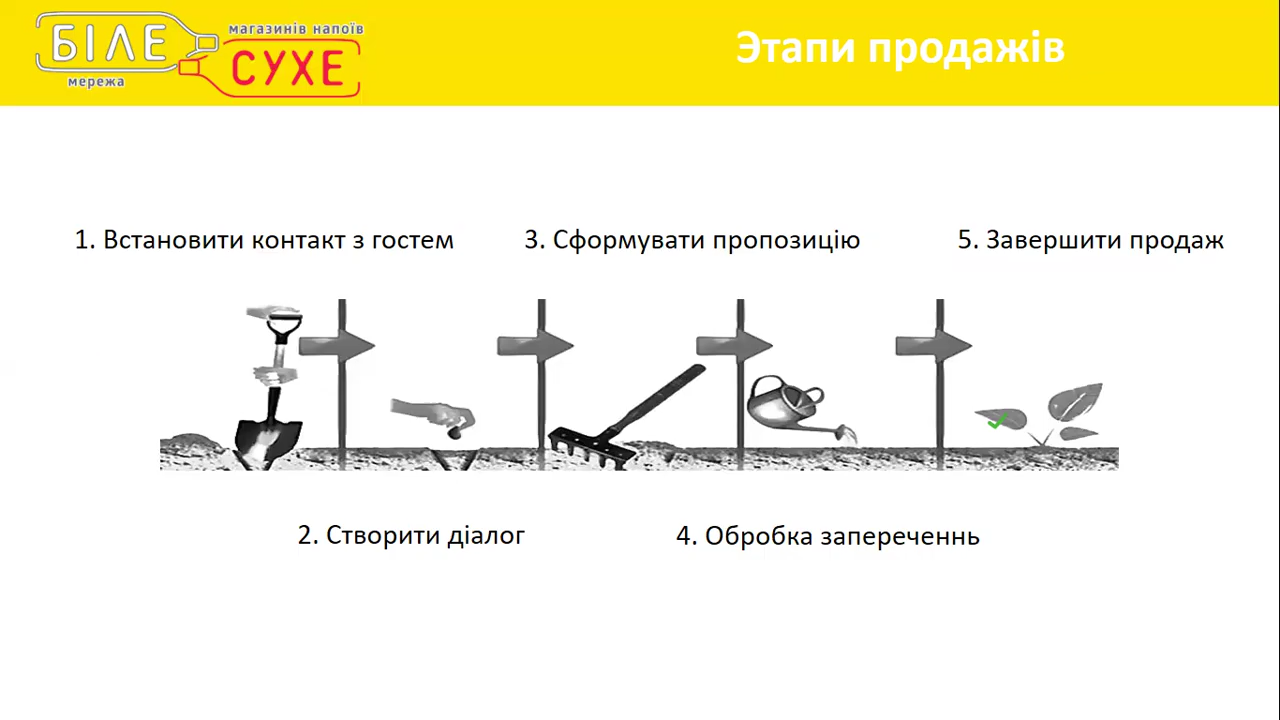 БІЛЕ
мережа
магазинів напоїв
СУХЕ
Этапи продажів
1. Встановити контакт з гостем
3. Сформувати пропозицію
5. Завершити продаж
2. Створити діалог
4. Обробка запереченнь